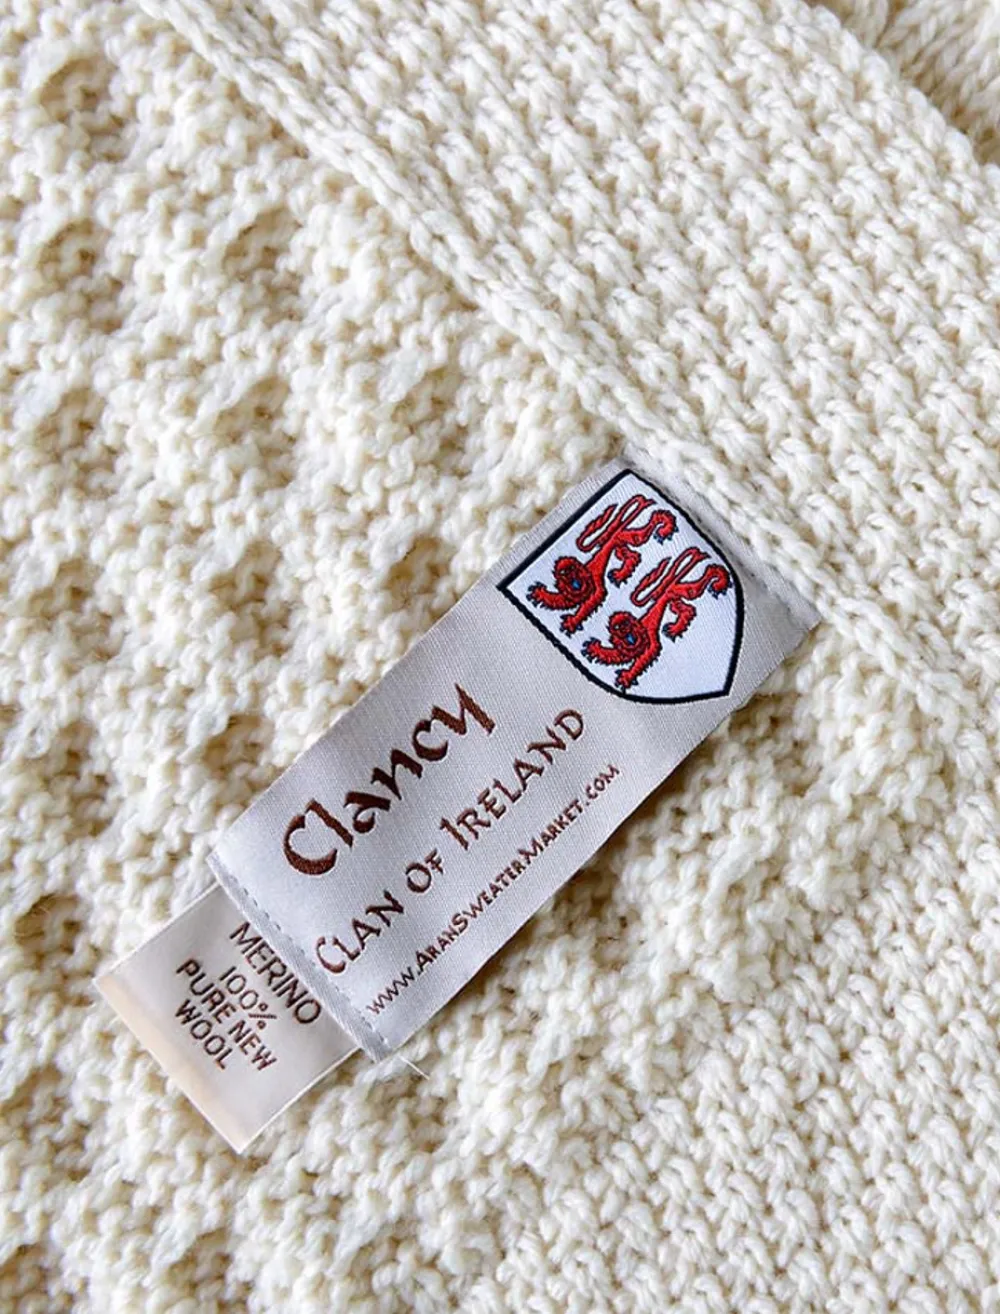 Clancy
CLAN OF IRELAND
www.ARANSWEATERMARKET.COM
MERINO
100%
PURE NEW
WOOL